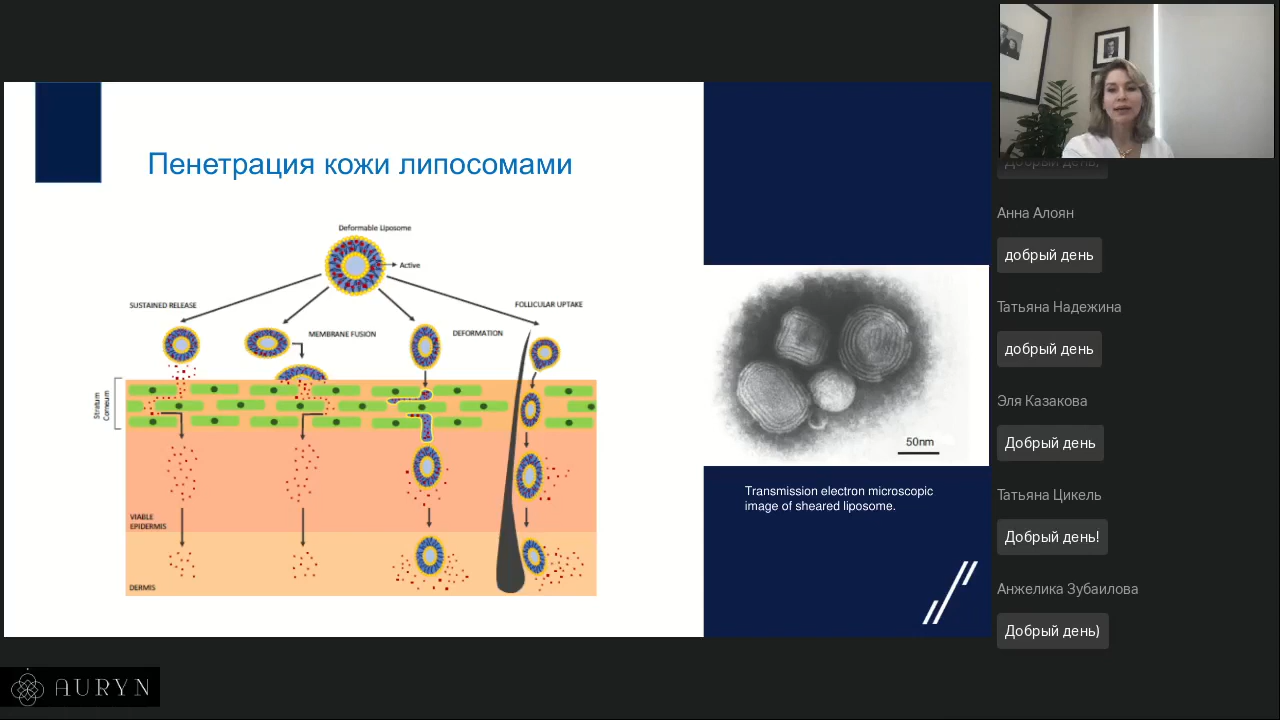 Пенетрация кожи липосомами
Deformable Liposome
Active
SUSTAINED RELEASE
FOLLICULAR UPTAKE
MEMBRANE FUSION
DEFORMATION
Stratum
Corneum
VIABLE
EPIDERMIS
DERMIS
50nm
Transmission electron microscopic
image of sheared liposome.
AURYN
Добрый день,
Анна Алоян
добрый день
Татьяна Надежина
добрый день
Эля Казакова
Добрый день
Татьяна Цикель
Добрый день!
Анжелика Зубаилова
Добрый день)